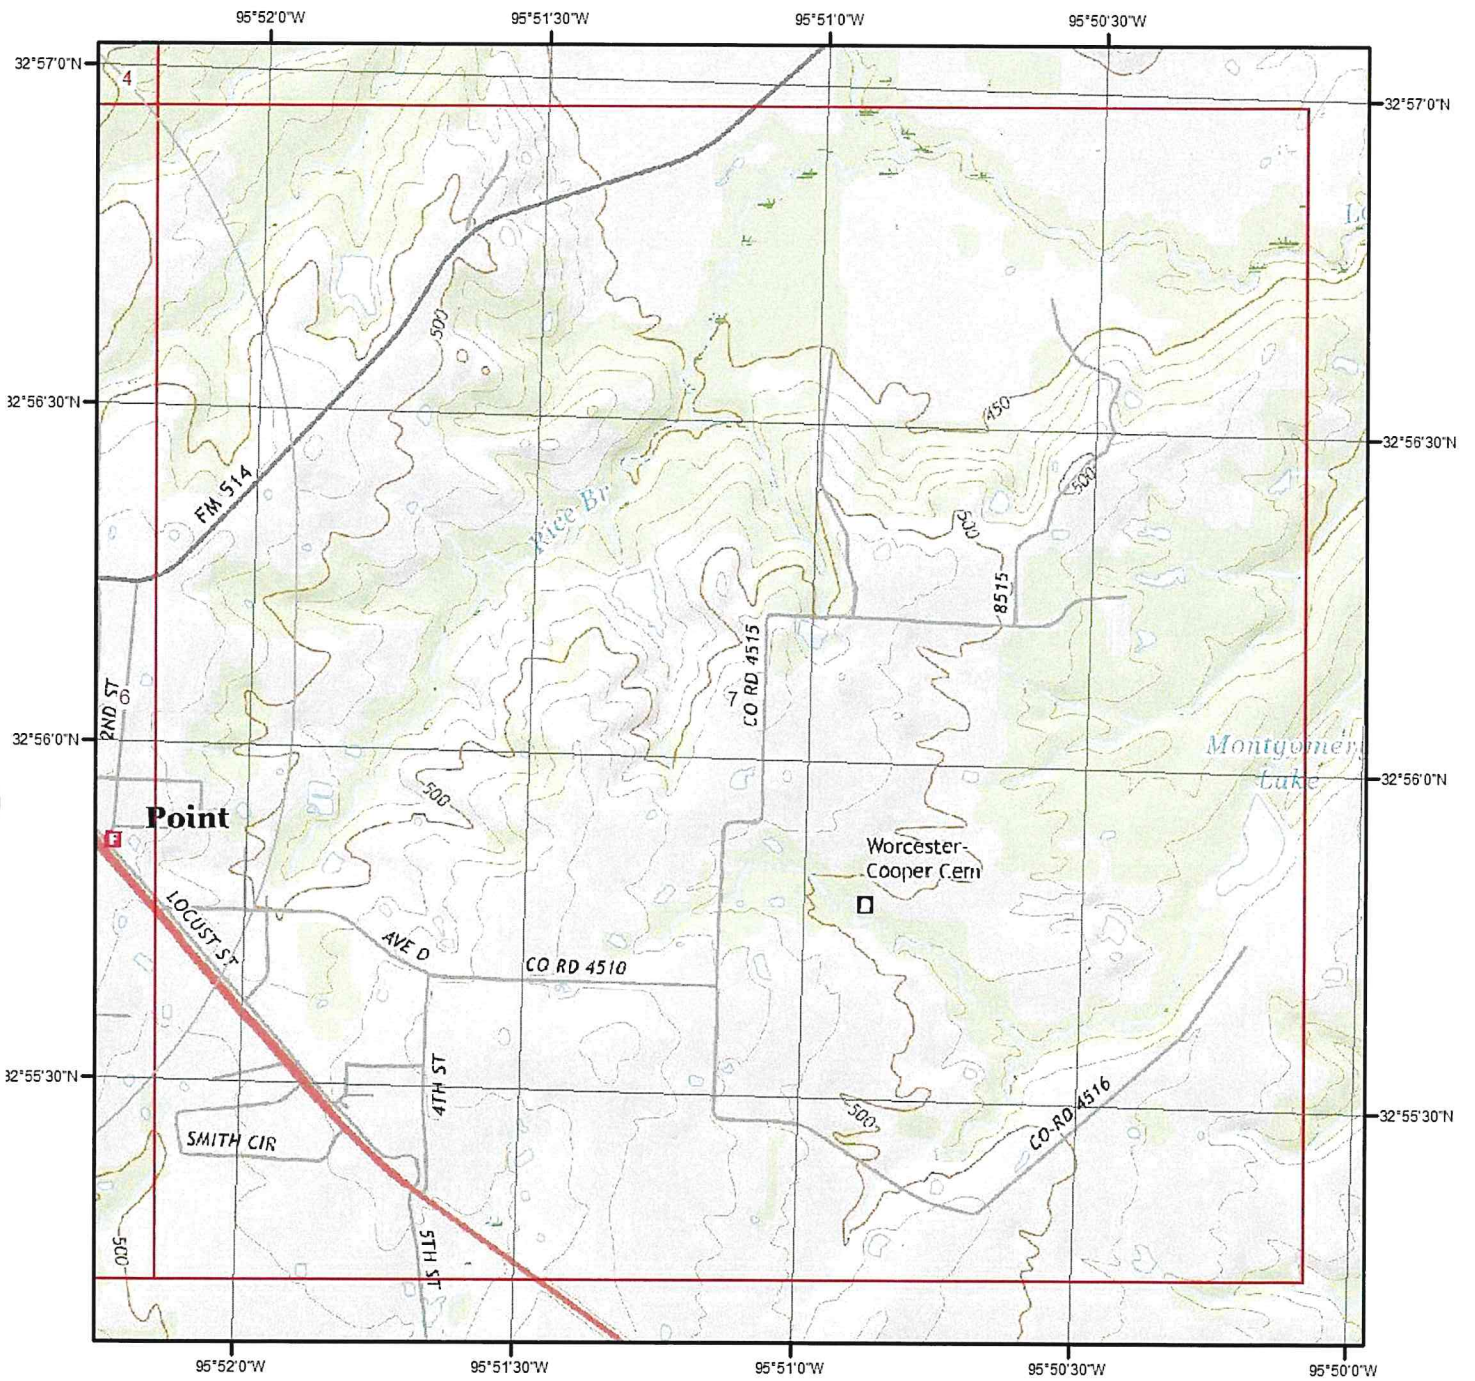 95°52'0"W
95°51'30"W
95°51'0"W
95°50'30"W
32°57'0"N
4
32°57'0"N
500
32°56'30"N
450
32°56'30"N
FM 514
500
Rice Br
500
8515
CO RD 4515
2ND ST
6
7
32°56'0"N
Montgomery
Lake
32°56'0"N
500
Point
F
Worcester-
Cooper Cem
LOCUST ST
AVE D
CO RD 4510
32°55'30"N
4TH ST
500
CO RD 4516
32°55'30"N
SMITH CIR
500
5TH ST
95°52'0"W
95°51'30"W
95°51'0"W
95°50'30"W
95°50'0"W